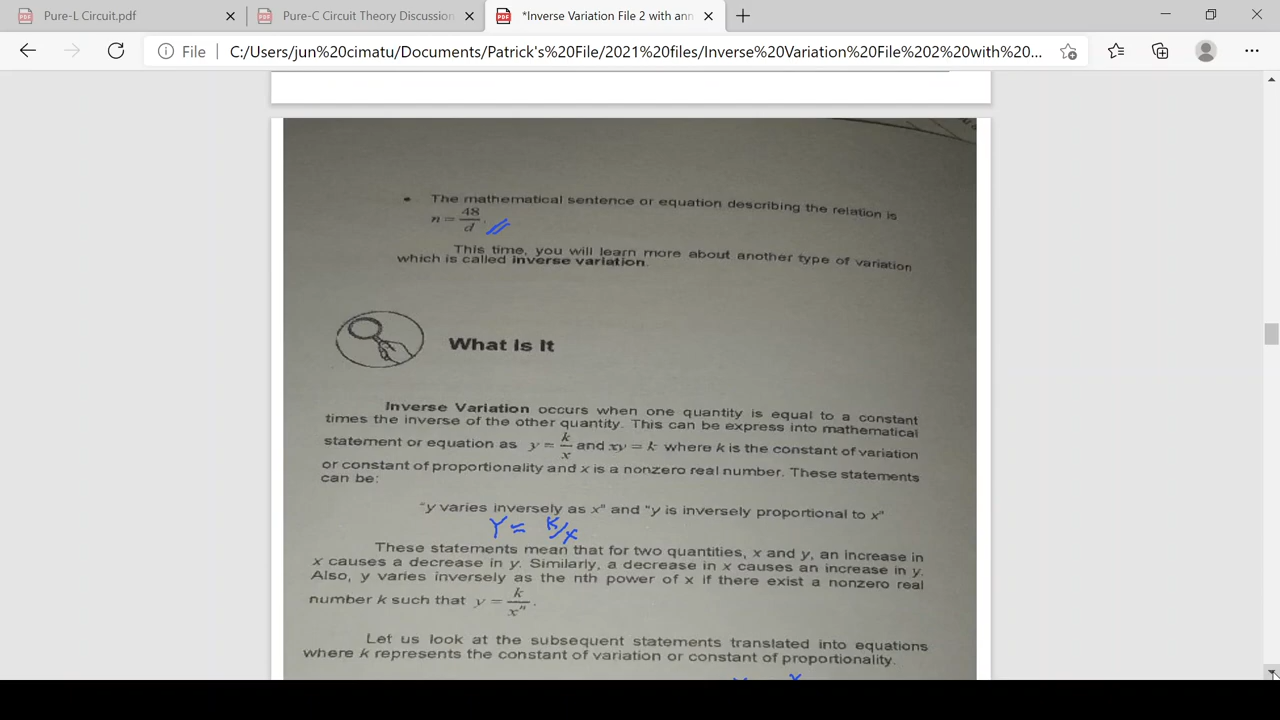 Pure-L Circuit.pdf
Pure-C Circuit Theory Discussion
*Inverse Variation File 2 with ann
File
C:/Users/jun%20cimatu/Documents/Patrick's%20File/2021%20files/Inverse%20Variation%20File%202%20with%20...
• The mathematical sentence or equation describing the relation is
n = 48/d.
This time, you will learn more about another type of variation
which is called inverse variation.
What is It
Inverse Variation occurs when one quantity is equal to a constant
times the inverse of the other quantity. This can be express into mathematical
statement or equation as y = k/x and xy = k where k is the constant of variation
or constant of proportionality and x is a nonzero real number. These statements
can be:
"y varies inversely as x" and "y is inversely proportional to x"
Y = k/x
These statements mean that for two quantities, x and y, an increase in
x causes a decrease in y. Similarly, a decrease in x causes an increase in y.
Also, y varies inversely as the nth power of x if there exist a nonzero real
number k such that y = k/xⁿ.
Let us look at the subsequent statements translated into equations
where k represents the constant of variation or constant of proportionality.